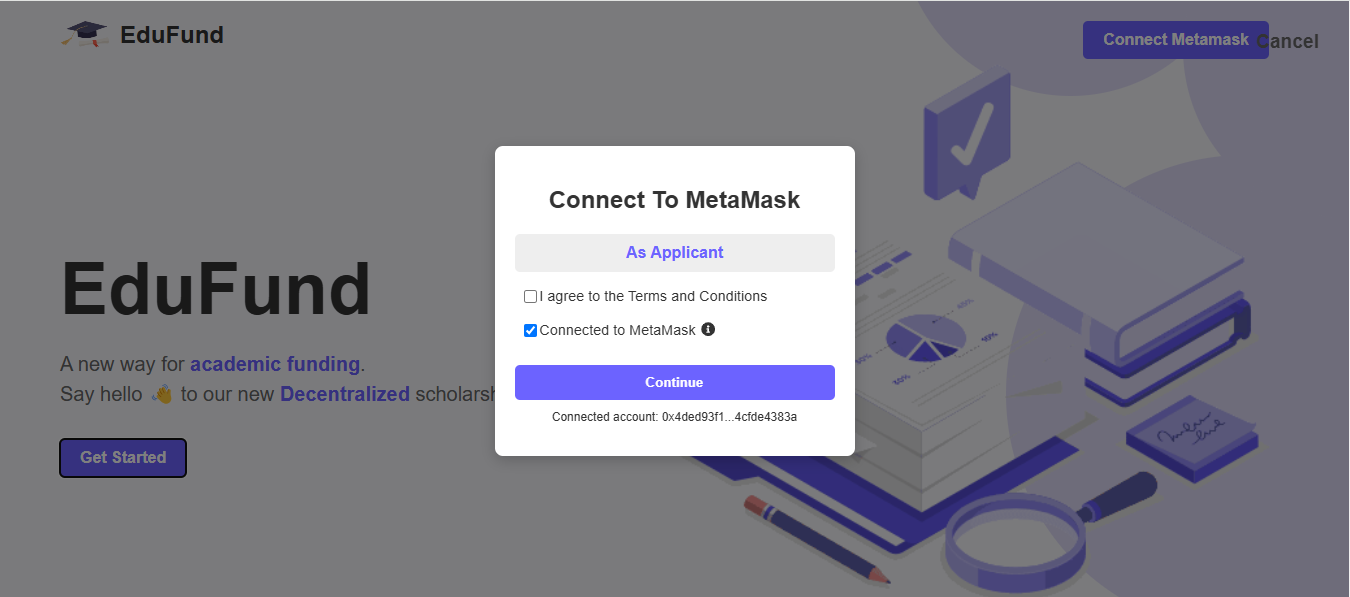 EduFund
Connect Metamask
Cancel
Connect To MetaMask
As Applicant
I agree to the Terms and Conditions
Connected to MetaMask
Continue
Connected account: 0x4ded93f1...4cfde4383a
EduFund
A new way for academic funding.
Say hello 👋 to our new Decentralized scholarsh
Get Started
40%